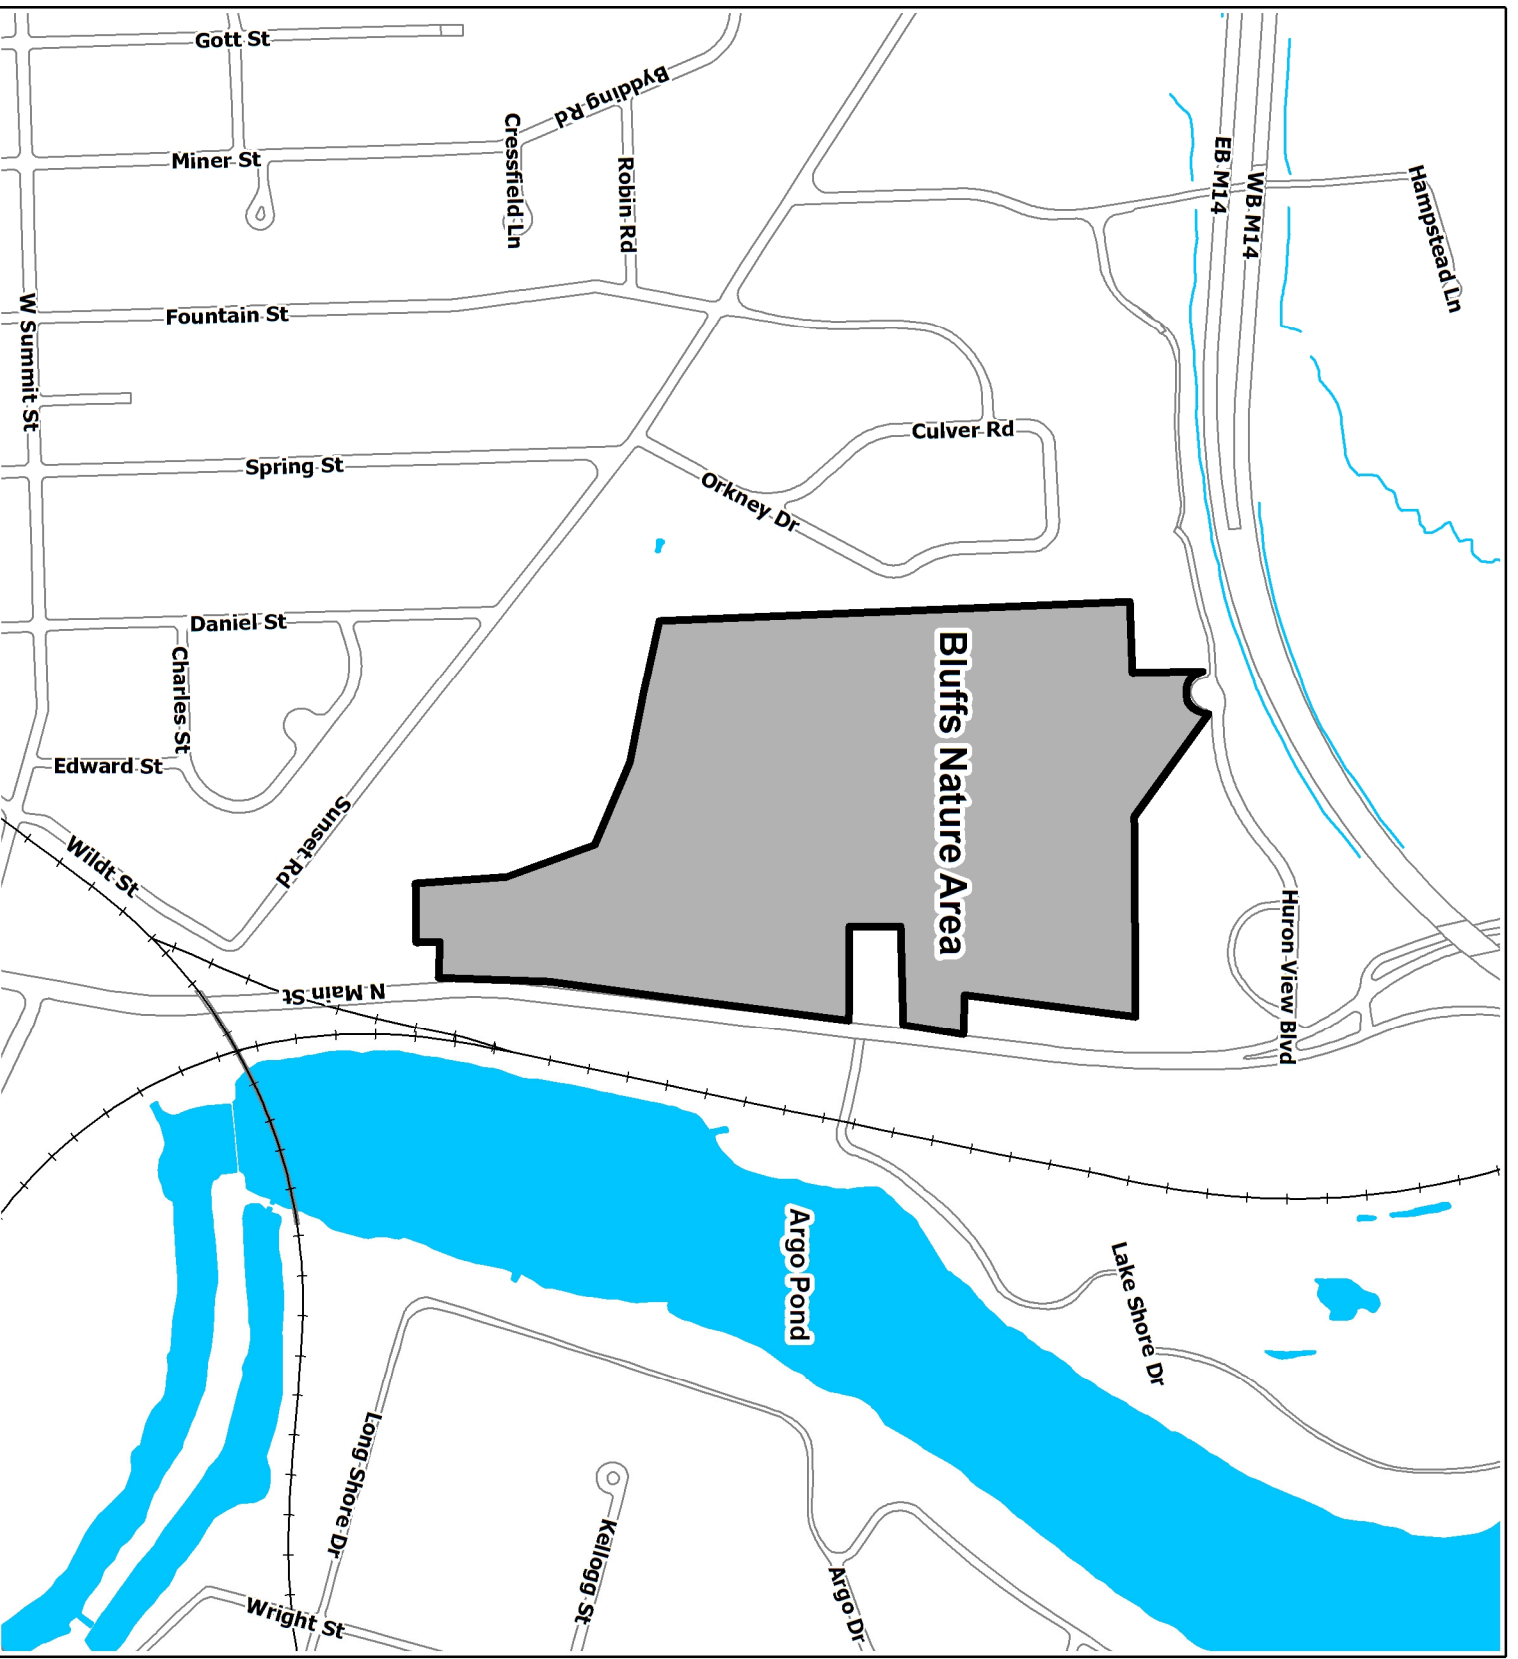 Gott St
Bydding Rd
Miner St
Cressfield Ln
Robin Rd
EB M14
WB M14
Hampstead Ln
W Summit St
Fountain St
Culver Rd
Spring St
Orkney Dr
Daniel St
Charles St
Bluffs Nature Area
Edward St
Sunset Rd
Wildt St
Huron View Blvd
N Main St
Argo Pond
Lake Shore Dr
Long Shore Dr
Kellogg St
Argo Dr
Wright St